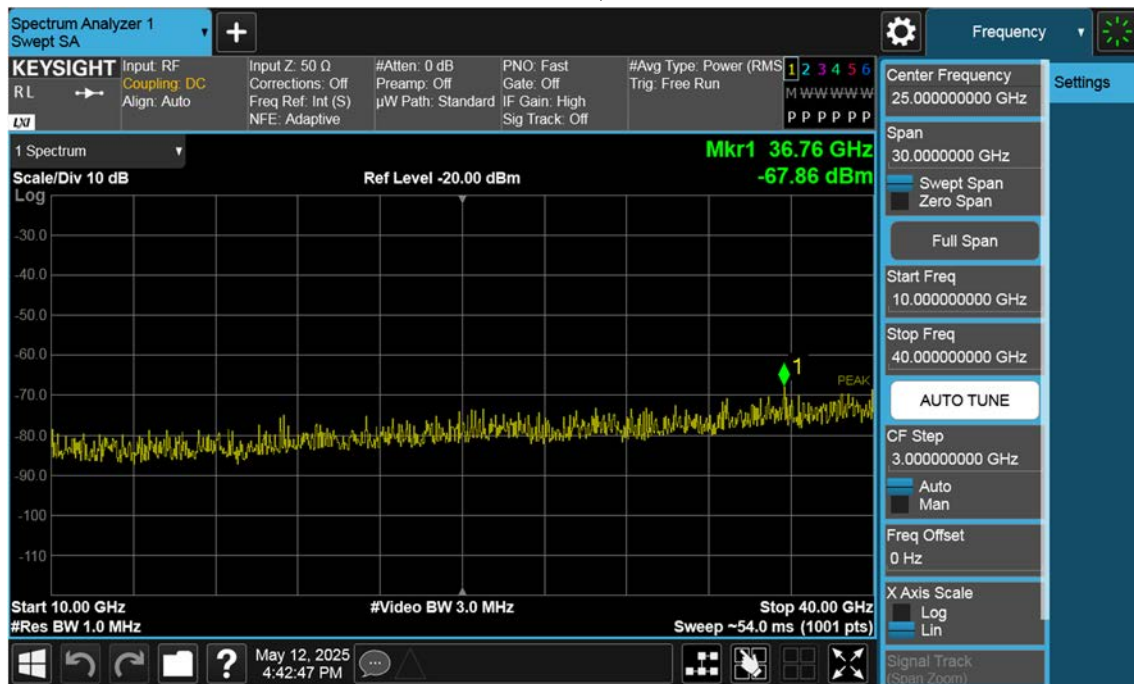 Spectrum Analyzer 1
Swept SA
+
Frequency
KEYSIGHT
RL
LXI
Input: RF
Coupling: DC
Align: Auto
Input Z: 50 Ω
Corrections: Off
Freq Ref: Int (S)
NFE: Adaptive
#Atten: 0 dB
Preamp: Off
µW Path: Standard
PNO: Fast
Gate: Off
IF Gain: High
Sig Track: Off
#Avg Type: Power (RMS
Trig: Free Run
1 2 3 4 5 6
M W W W W W
P P P P P P
1 Spectrum
Scale/Div 10 dB
Ref Level -20.00 dBm
Mkr1 36.76 GHz
-67.86 dBm
Log
-30.0
-40.0
-50.0
-60.0
-70.0
-80.0
-90.0
-100
-110
1
PEAK
Start 10.00 GHz
#Res BW 1.0 MHz
#Video BW 3.0 MHz
Stop 40.00 GHz
Sweep ~54.0 ms (1001 pts)
?
May 12, 2025
4:42:47 PM
Center Frequency
25.000000000 GHz
Span
30.0000000 GHz
Swept Span
Zero Span
Full Span
Start Freq
10.000000000 GHz
Stop Freq
40.000000000 GHz
AUTO TUNE
CF Step
3.000000000 GHz
Auto
Man
Freq Offset
0 Hz
X Axis Scale
Log
Lin
Signal Track
(Span Zoom)
Settings